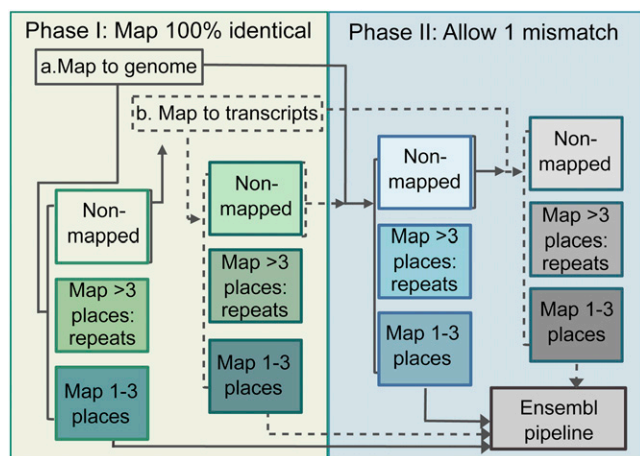 Phase I: Map 100% identical
Phase II: Allow 1 mismatch
a.Map to genome
b. Map to transcripts
Non-
mapped
Map >3
places:
repeats
Map 1-3
places
Non-
mapped
Map >3
places:
repeats
Map 1-3
places
Non-
mapped
Map >3
places:
repeats
Map 1-3
places
Non-
mapped
Map >3
places:
repeats
Map 1-3
places
Ensembl
pipeline